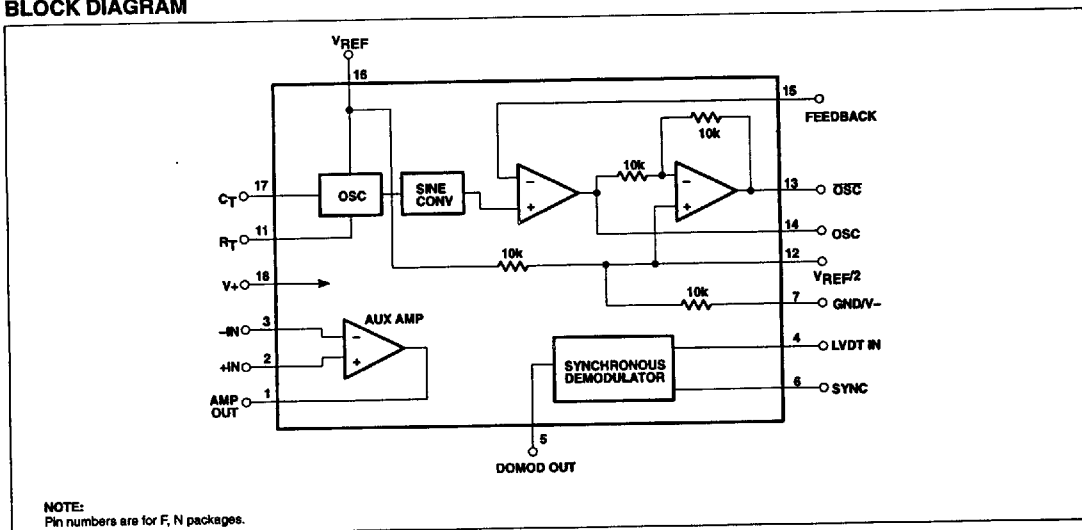 BLOCK DIAGRAM
VREF
16
15
FEEDBACK
10k
10k
17
CT
OSC
SINE
CONV
−
+
−
+
13
OSC
14
OSC
11
RT
10k
12
VREF/2
V+
18
10k
7
GND/V−
−IN
3
AUX AMP
−
+
+IN
2
4
LVDT IN
SYNCHRONOUS
DEMODULATOR
6
SYNC
AMP
OUT
1
5
DOMOD OUT
NOTE:
Pin numbers are for F, N packages.